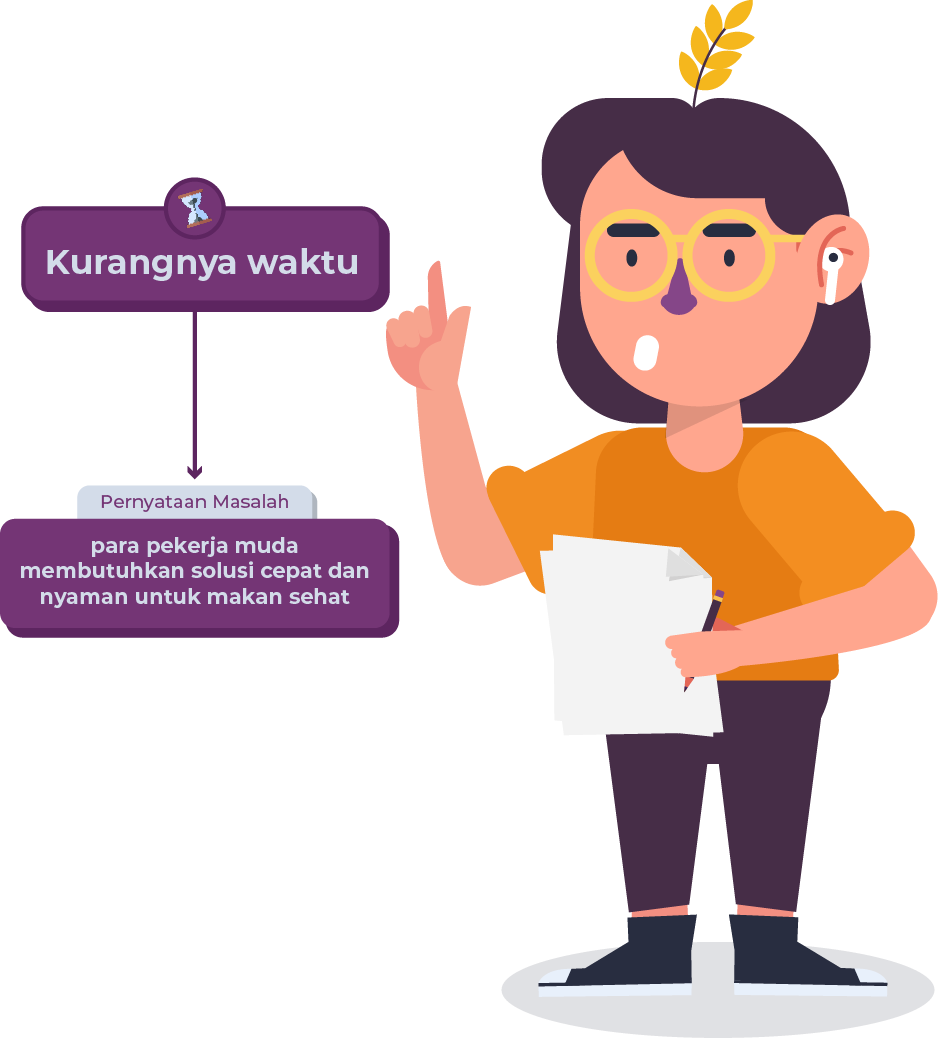 Kurangnya waktu
Pernyataan Masalah
para pekerja muda
membutuhkan solusi cepat dan
nyaman untuk makan sehat